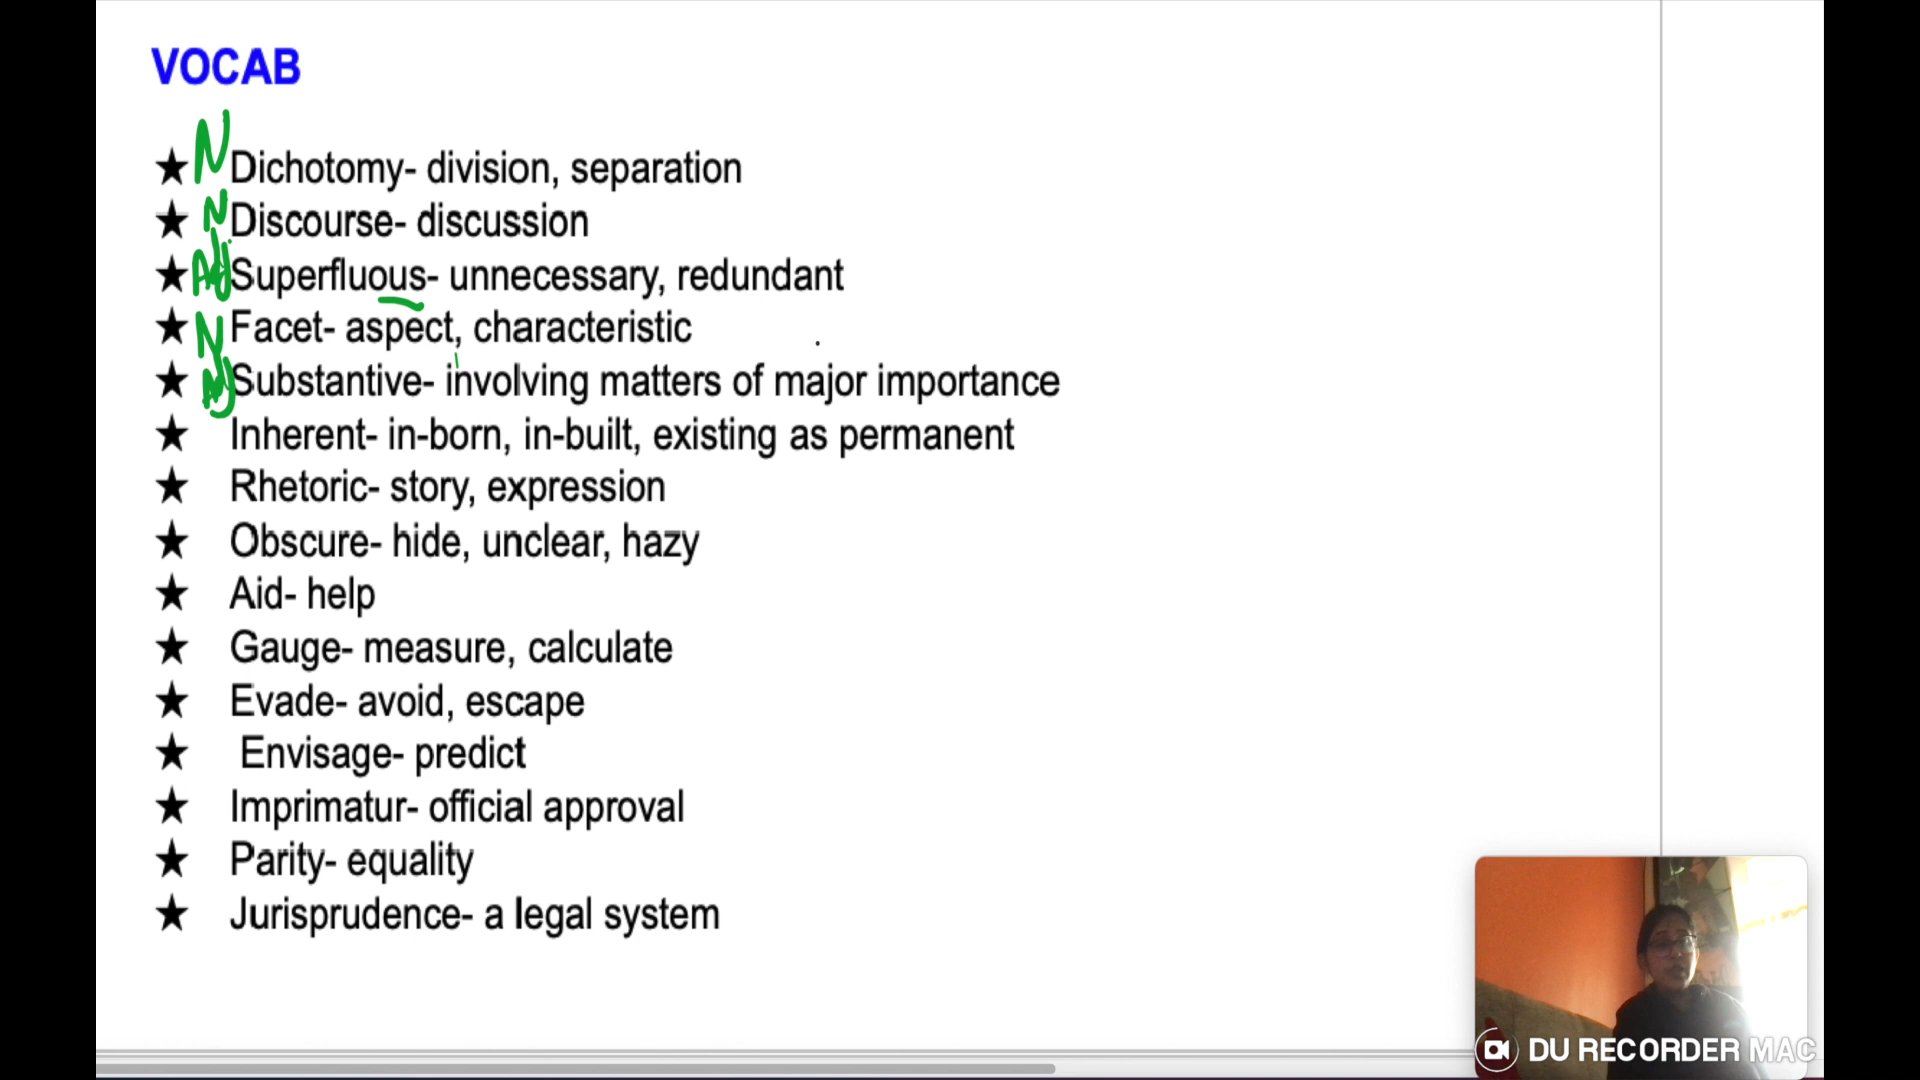 VOCAB
★ N Dichotomy- division, separation
★ N Discourse- discussion
★ Adj Superfluous- unnecessary, redundant
★ N Facet- aspect, characteristic
★ Adj Substantive- involving matters of major importance
★ Inherent- in-born, in-built, existing as permanent
★ Rhetoric- story, expression
★ Obscure- hide, unclear, hazy
★ Aid- help
★ Gauge- measure, calculate
★ Evade- avoid, escape
★ Envisage- predict
★ Imprimatur- official approval
★ Parity- equality
★ Jurisprudence- a legal system
DU RECORDER MAC